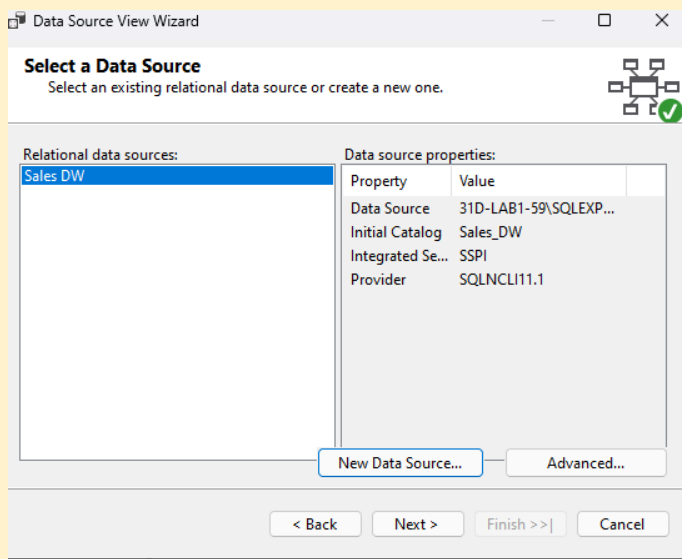 Data Source View Wizard
Select a Data Source
Select an existing relational data source or create a new one.
Relational data sources:
Sales DW
Data source properties:
Property Value
Data Source 31D-LAB1-59\SQLEXP...
Initial Catalog Sales_DW
Integrated Se... SSPI
Provider SQLNCLI11.1
New Data Source... Advanced...
< Back Next > Finish >>| Cancel